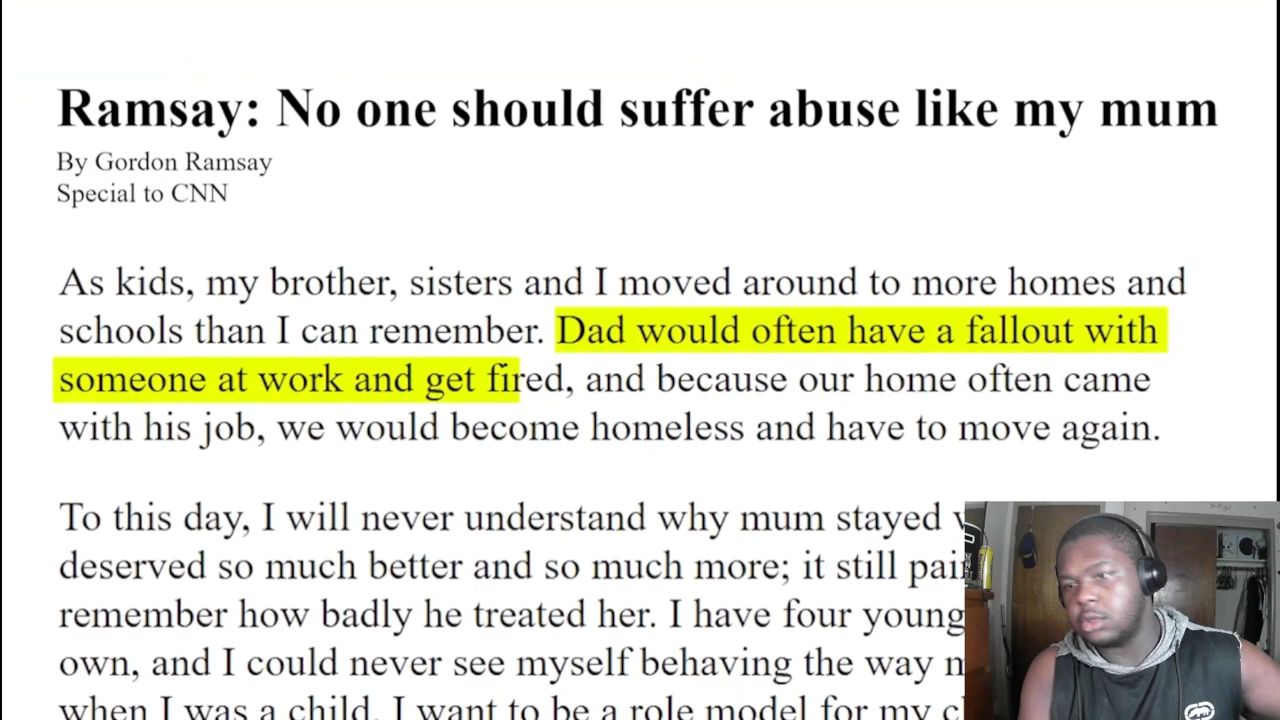 Ramsay: No one should suffer abuse like my mum
By Gordon Ramsay
Special to CNN
As kids, my brother, sisters and I moved around to more homes and
schools than I can remember. Dad would often have a fallout with
someone at work and get fired, and because our home often came
with his job, we would become homeless and have to move again.
To this day, I will never understand why mum stayed
deserved so much better and so much more; it still
remember how badly he treated her. I have four young
own, and I could never see myself behaving the way
when I was a child. I want to be a role model for my